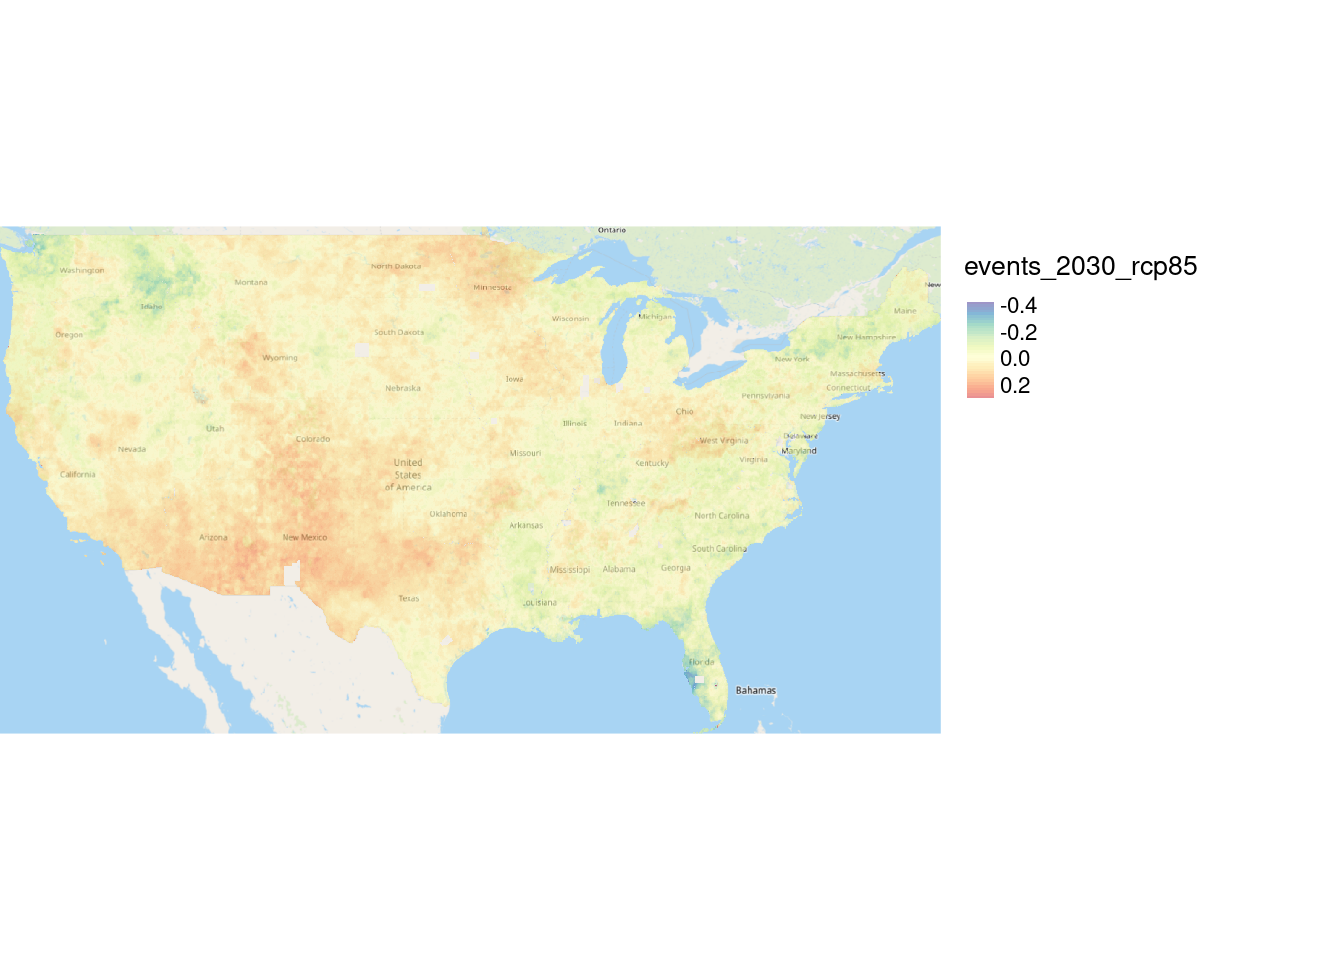 Ontario
Washington
North Dakota
Montana
Minnesota
New
Idaho
Maine
Oregon
Wisconsin
Michigan
South Dakota
New Hampshire
Wyoming
New York
Massachusetts
Iowa
Nebraska
Connecticut
Pennsylvania
Ohio
New Jersey
Utah
Illinois
Indiana
Colorado
West Virginia
Delaware
Nevada
Missouri
Maryland
United
States
of America
Kentucky
Virginia
California
Tennessee
Oklahoma
North Carolina
Arkansas
Arizona
New Mexico
South Carolina
Mississippi
Alabama
Georgia
Texas
Louisiana
Florida
Bahamas
events_2030_rcp85
-0.4
-0.2
0.0
0.2